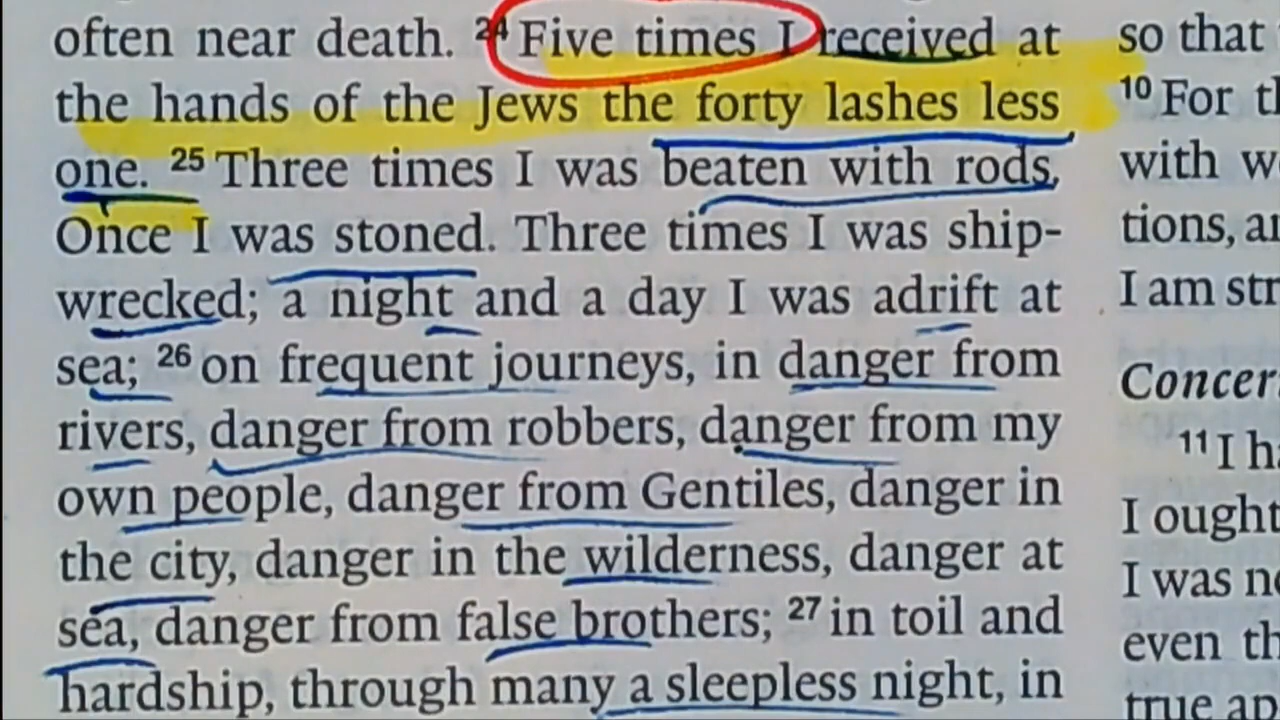 often near death. 24 Five times I received at
the hands of the Jews the forty lashes less
one. 25 Three times I was beaten with rods.
Once I was stoned. Three times I was ship-
wrecked; a night and a day I was adrift at
sea; 26 on frequent journeys, in danger from
rivers, danger from robbers, danger from my
own people, danger from Gentiles, danger in
the city, danger in the wilderness, danger at
sea, danger from false brothers; 27 in toil and
hardship, through many a sleepless night, in
so that
10 For
with
tions,
I am
11 I
I ought
I was
even
true